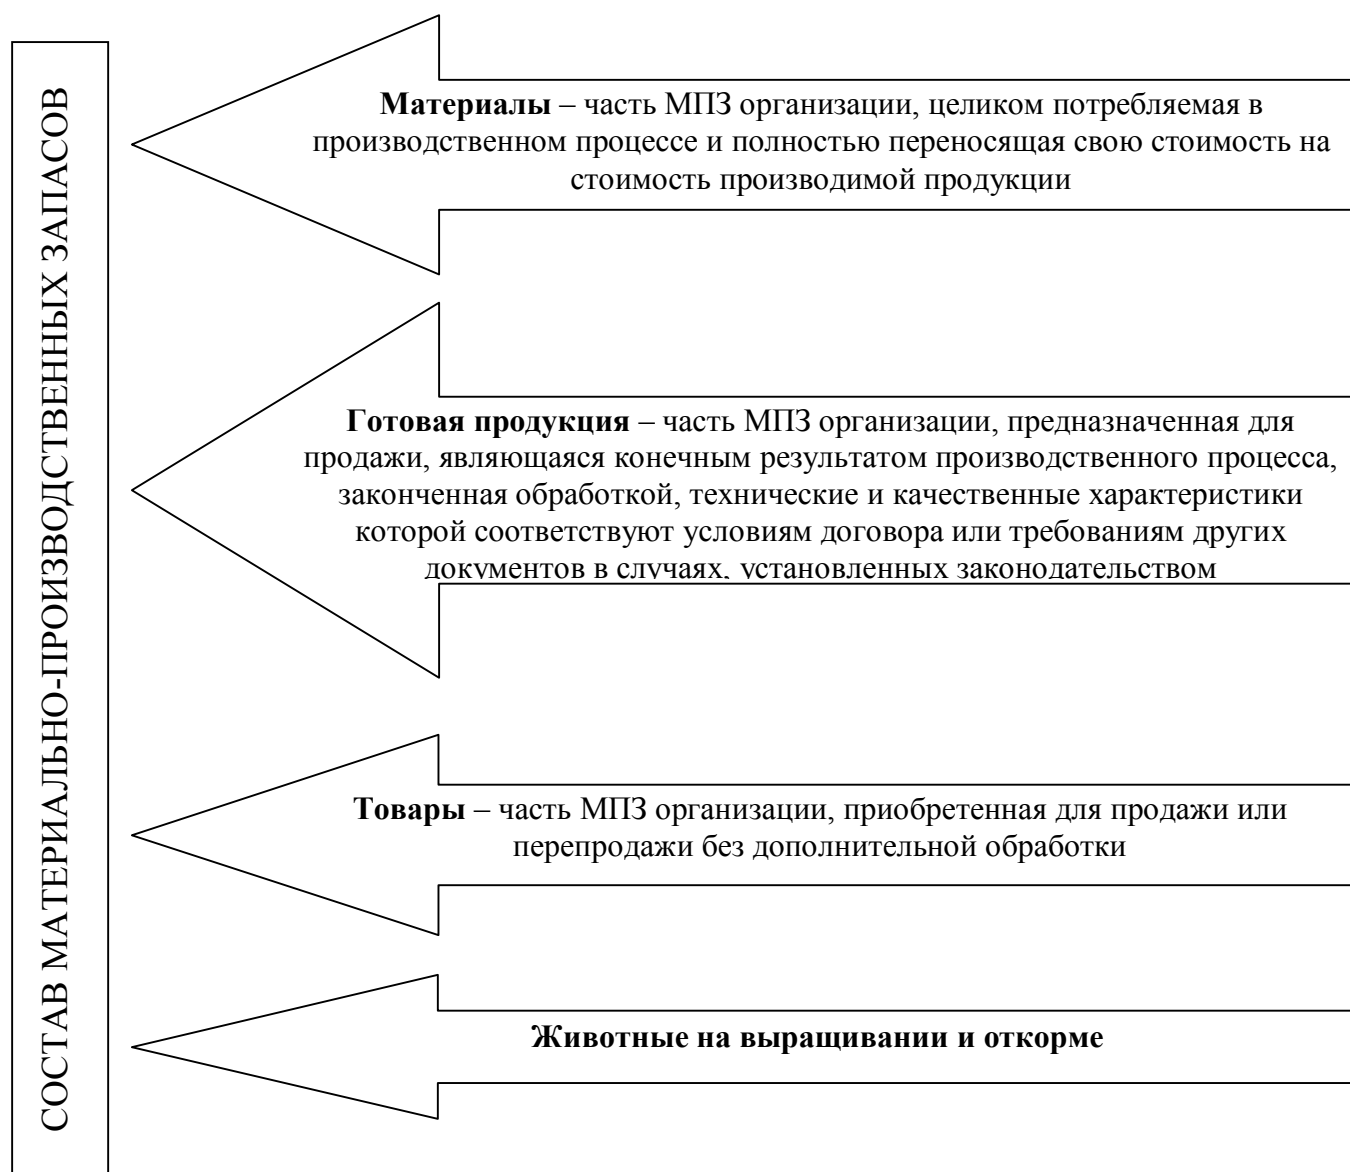 СОСТАВ МАТЕРИАЛЬНО-ПРОИЗВОДСТВЕННЫХ ЗАПАСОВ
Материалы – часть МПЗ организации, целиком потребляемая в
производственном процессе и полностью переносящая свою стоимость на
стоимость производимой продукции
Готовая продукция – часть МПЗ организации, предназначенная для
продажи, являющаяся конечным результатом производственного процесса,
законченная обработкой, технические и качественные характеристики
которой соответствуют условиям договора или требованиям других
документов в случаях, установленных законодательством
Товары – часть МПЗ организации, приобретенная для продажи или
перепродажи без дополнительной обработки
Животные на выращивании и откорме